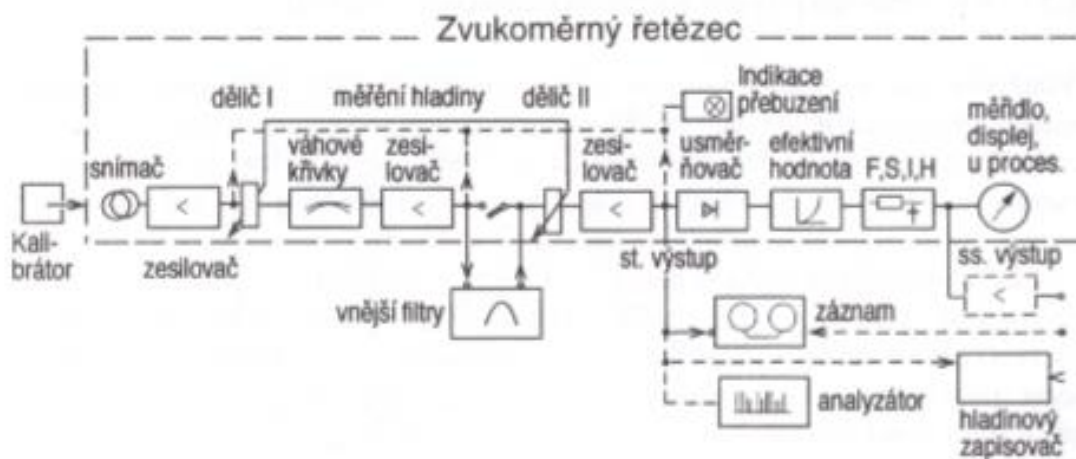 Zvukoměrný řetězec
Indikace
přebuzení
dělič I
měření hladiny
dělič II
měřidlo,
displej,
u proces.
snímač
váhové
křivky
zesi-
lovač
zesi-
lovač
usměr-
ňovač
efektivní
hodnota
F,S,I,H
Kali-
brátor
zesilovač
st. výstup
ss. výstup
vnější filtry
záznam
analyzátor
hladinový
zapisovač